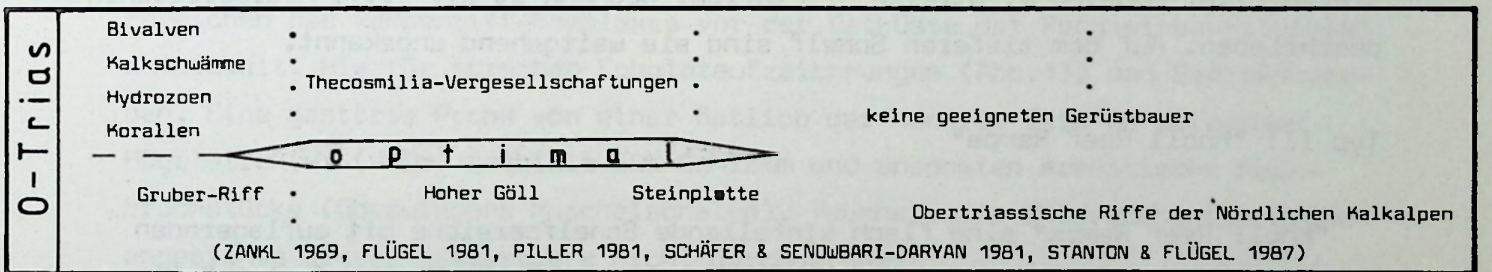 O-Trias
Bivalven
Kalkschwämme
Thecosmilia-Vergesellschaftungen
Hydrozoen
keine geeigneten Gerüstbauer
Korallen
optimal
Gruber-Riff Hoher Göll Steinplatte
Obertriassische Riffe der Nördlichen Kalkalpen
(ZANKL 1969, FLÜGEL 1981, PILLER 1981, SCHÄFER & SENOWBARI-DARYAN 1981, STANTON & FLÜGEL 1987)